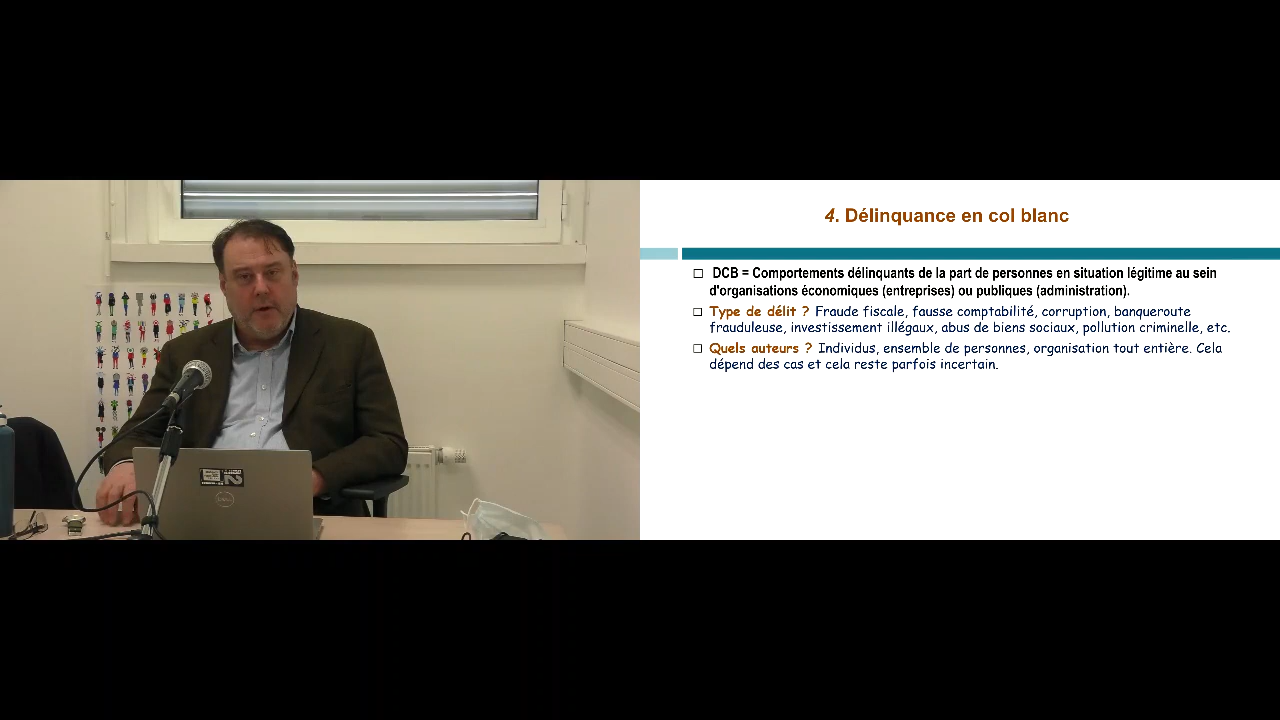 4. Délinquance en col blanc
DCB = Comportements délinquants de la part de personnes en situation légitime au sein
d'organisations économiques (entreprises) ou publiques (administration).
Type de délit ? Fraude fiscale, fausse comptabilité, corruption, banqueroute
frauduleuse, investissement illégaux, abus de biens sociaux, pollution criminelle, etc.
Quels auteurs ? Individus, ensemble de personnes, organisation tout entière. Cela
dépend des cas et cela reste parfois incertain.
DELL